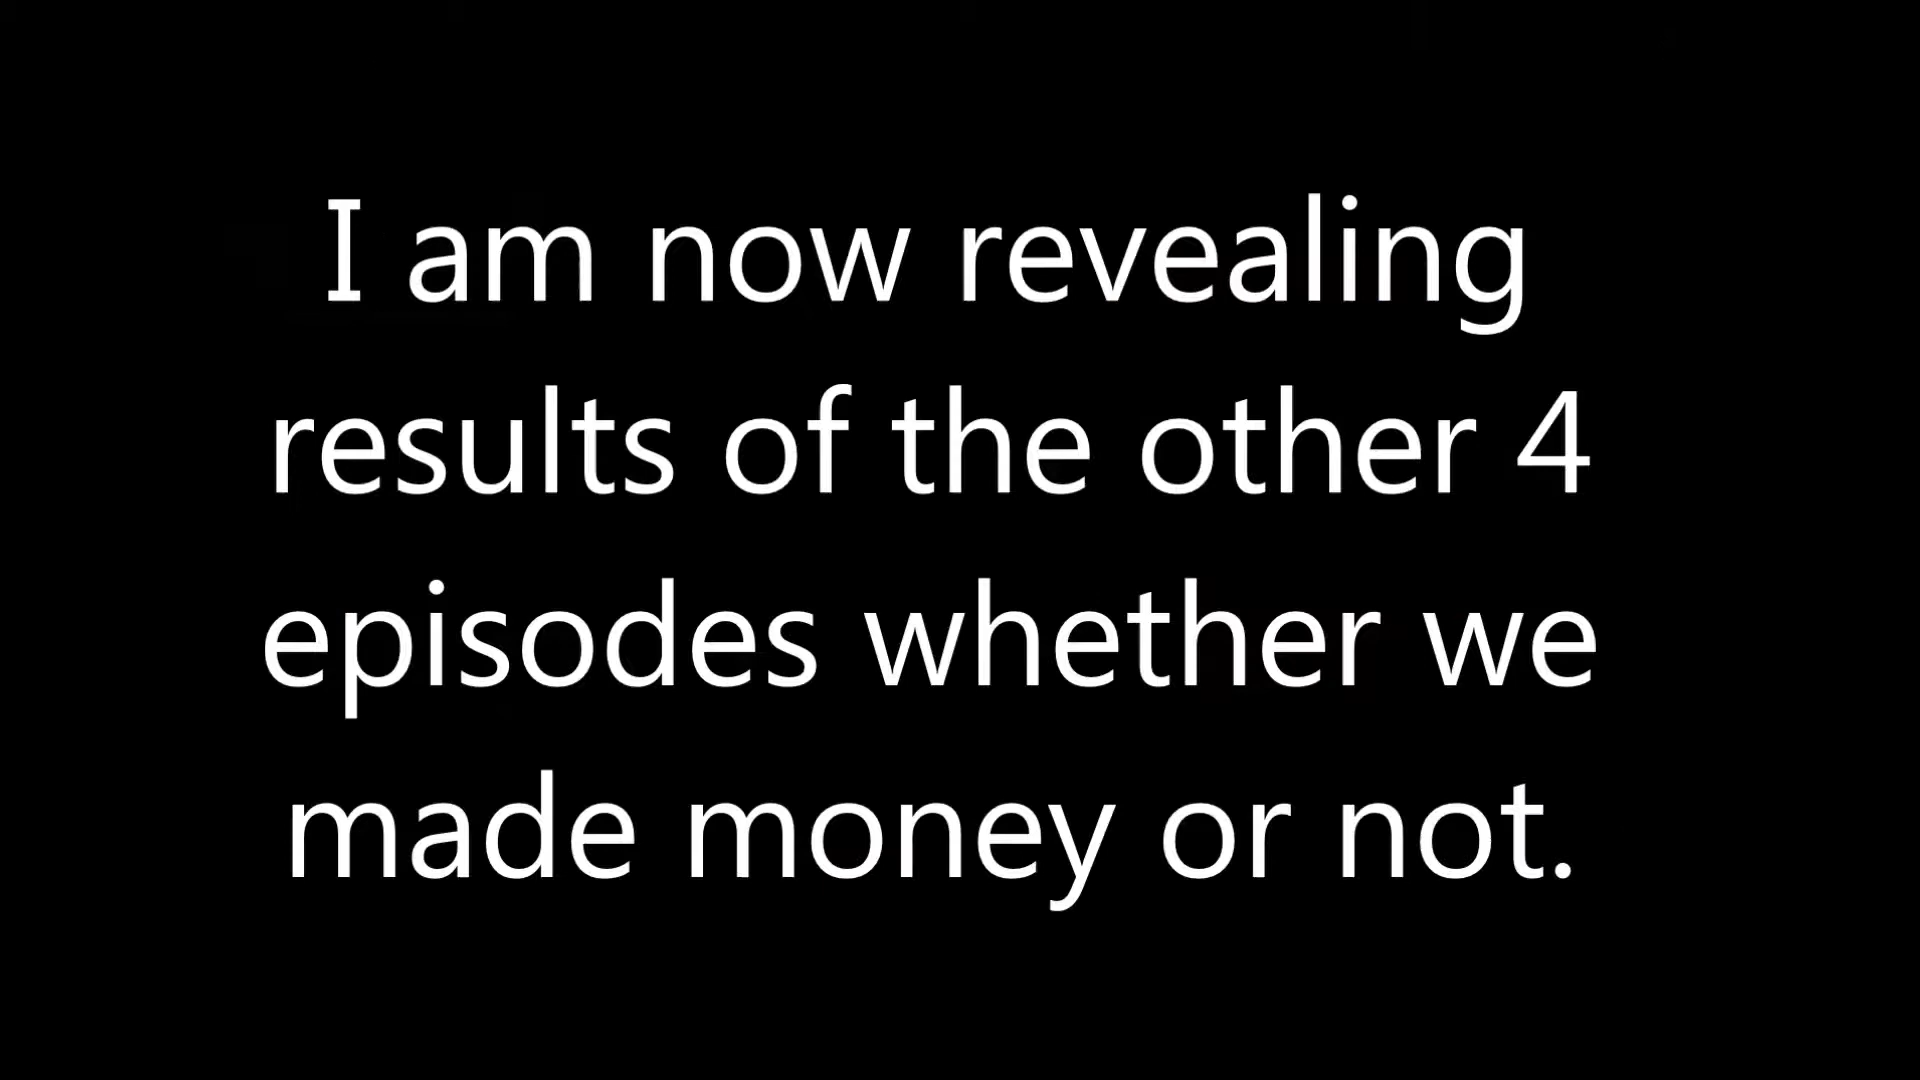 I am now revealing
results of the other 4
episodes whether we
made money or not.